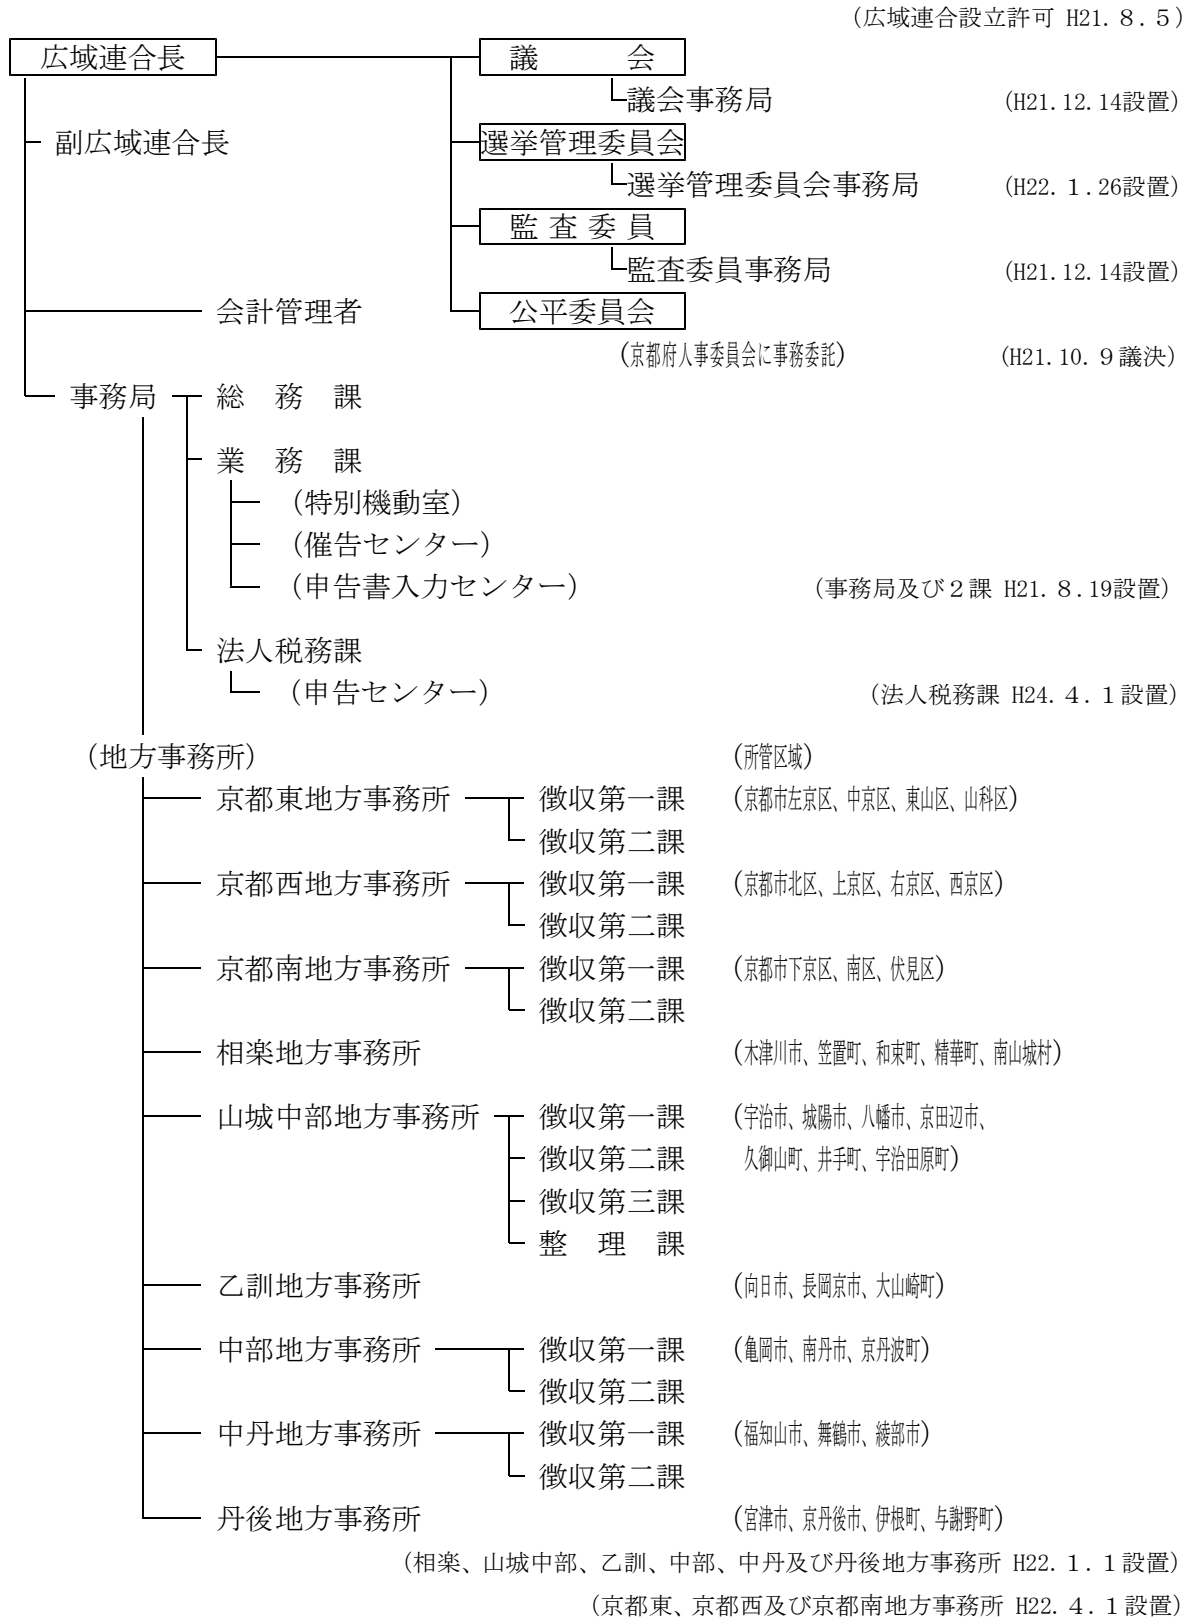 （広域連合設立許可 H21.８.５）
広域連合長 議 会
議会事務局 （H21.12.14設置）
副広域連合長 選挙管理委員会
選挙管理委員会事務局 （H22.１.26設置）
監 査 委 員
監査委員事務局 （H21.12.14設置）
会計管理者 公平委員会
（京都府人事委員会に事務委託） （H21.10.９議決）
事務局 総 務 課
業 務 課
（特別機動室）
（催告センター）
（申告書入力センター） （事務局及び２課 H21.８.19設置）
法人税務課
（申告センター） （法人税務課 H24.４.１設置）
（地方事務所） （所管区域）
京都東地方事務所 徴収第一課 （京都市左京区、中京区、東山区、山科区）
徴収第二課
京都西地方事務所 徴収第一課 （京都市北区、上京区、右京区、西京区）
徴収第二課
京都南地方事務所 徴収第一課 （京都市下京区、南区、伏見区）
徴収第二課
相楽地方事務所 （木津川市、笠置町、和束町、精華町、南山城村）
山城中部地方事務所 徴収第一課 （宇治市、城陽市、八幡市、京田辺市、
徴収第二課 久御山町、井手町、宇治田原町）
徴収第三課
整 理 課
乙訓地方事務所 （向日市、長岡京市、大山崎町）
中部地方事務所 徴収第一課 （亀岡市、南丹市、京丹波町）
徴収第二課
中丹地方事務所 徴収第一課 （福知山市、舞鶴市、綾部市）
徴収第二課
丹後地方事務所 （宮津市、京丹後市、伊根町、与謝野町）
（相楽、山城中部、乙訓、中部、中丹及び丹後地方事務所 H22.１.１設置）
（京都東、京都西及び京都南地方事務所 H22.４.１設置）